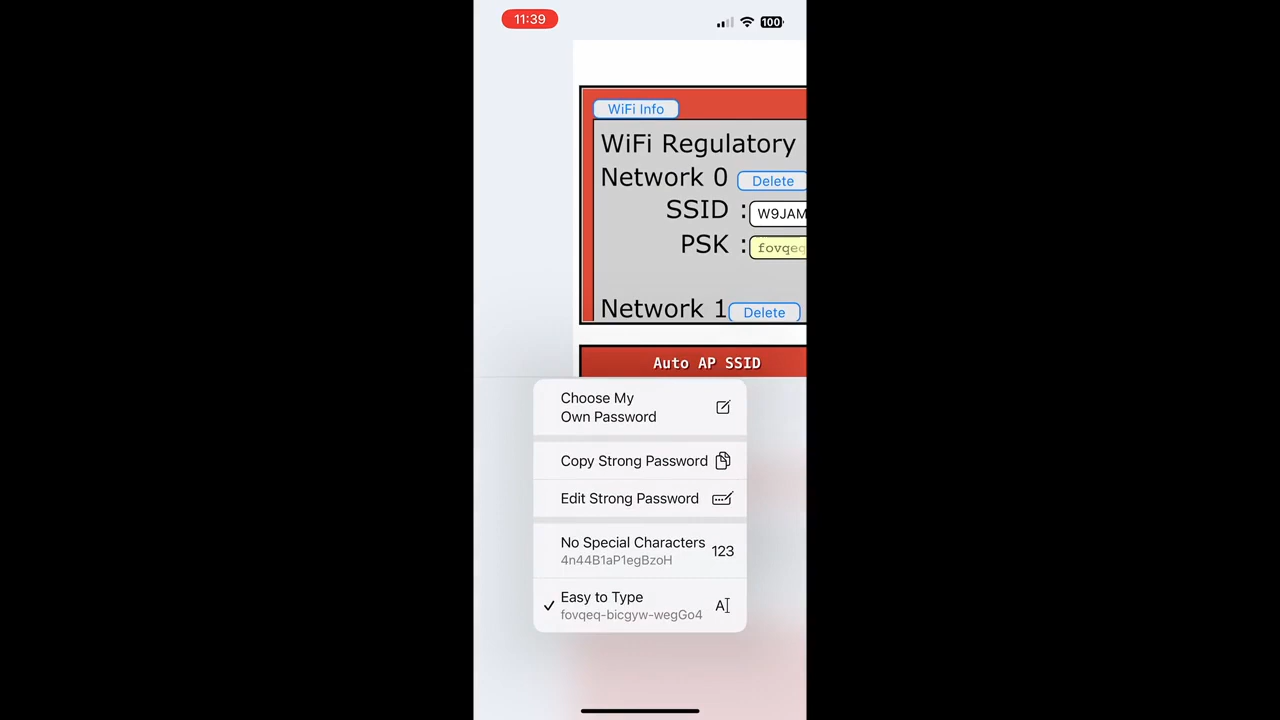 11:39
100
WiFi Info
WiFi Regulatory
Network 0 Delete
SSID : W9JAM
PSK : fovqeq
Network 1 Delete
Auto AP SSID
Choose My
Own Password
Copy Strong Password
Edit Strong Password
No Special Characters 123
4n44B1aP1egBzoH
Easy to Type A
fovqeq-bicgyw-wegGo4